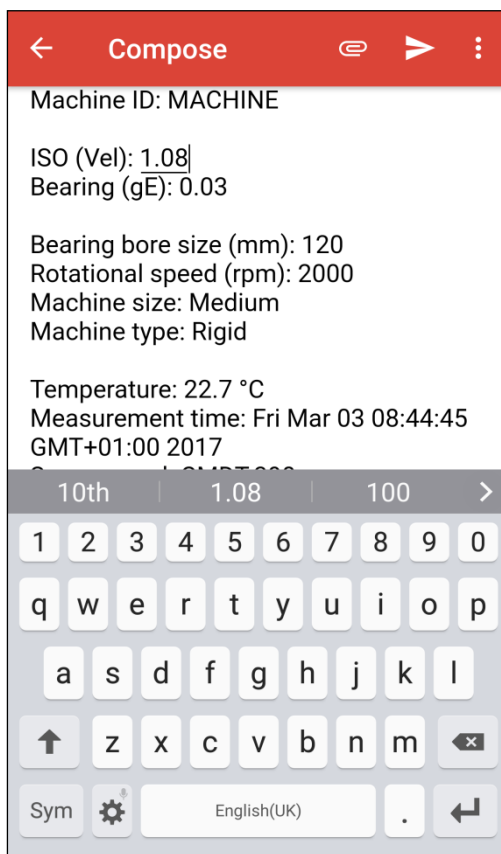 Compose
Machine ID: MACHINE
ISO (Vel): 1.08
Bearing (gE): 0.03
Bearing bore size (mm): 120
Rotational speed (rpm): 2000
Machine size: Medium
Machine type: Rigid
Temperature: 22.7 °C
Measurement time: Fri Mar 03 08:44:45
GMT+01:00 2017
10th 1.08 100
1 2 3 4 5 6 7 8 9 0
q w e r t y u i o p
a s d f g h j k l
z x c v b n m
Sym English(UK) .